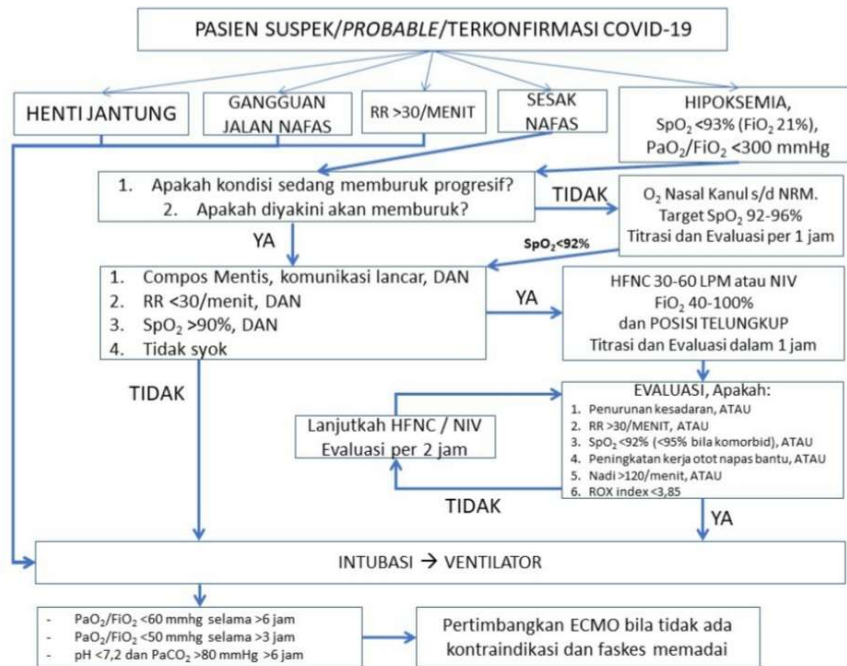 PASIEN SUSPEK/PROBABLE/TERKONFIRMASI COVID-19
HENTI JANTUNG
GANGGUAN
JALAN NAFAS
RR >30/MENIT
SESAK
NAFAS
HIPOKSEMIA,
SpO₂ <93% (FiO₂ 21%),
PaO₂/FiO₂ <300 mmHg
1. Apakah kondisi sedang memburuk progresif?
2. Apakah diyakini akan memburuk?
TIDAK
O₂ Nasal Kanul s/d NRM.
Target SpO₂ 92-96%
Titrasi dan Evaluasi per 1 jam
YA
SpO₂<92%
1. Compos Mentis, komunikasi lancar, DAN
2. RR <30/menit, DAN
3. SpO₂ >90%, DAN
4. Tidak syok
YA
HFNC 30-60 LPM atau NIV
FiO₂ 40-100%
dan POSISI TELUNGKUP
Titrasi dan Evaluasi dalam 1 jam
TIDAK
Lanjutkah HFNC / NIV
Evaluasi per 2 jam
EVALUASI, Apakah:
1. Penurunan kesadaran, ATAU
2. RR >30/MENIT, ATAU
3. SpO₂ <92% (<95% bila komorbid), ATAU
4. Peningkatan kerja otot napas bantu, ATAU
5. Nadi >120/menit, ATAU
6. ROX index <3,85
TIDAK
YA
INTUBASI → VENTILATOR
- PaO₂/FiO₂ <60 mmhg selama >6 jam
- PaO₂/FiO₂ <50 mmhg selama >3 jam
- pH <7,2 dan PaCO₂ >80 mmHg >6 jam
Pertimbangkan ECMO bila tidak ada
kontraindikasi dan faskes memadai